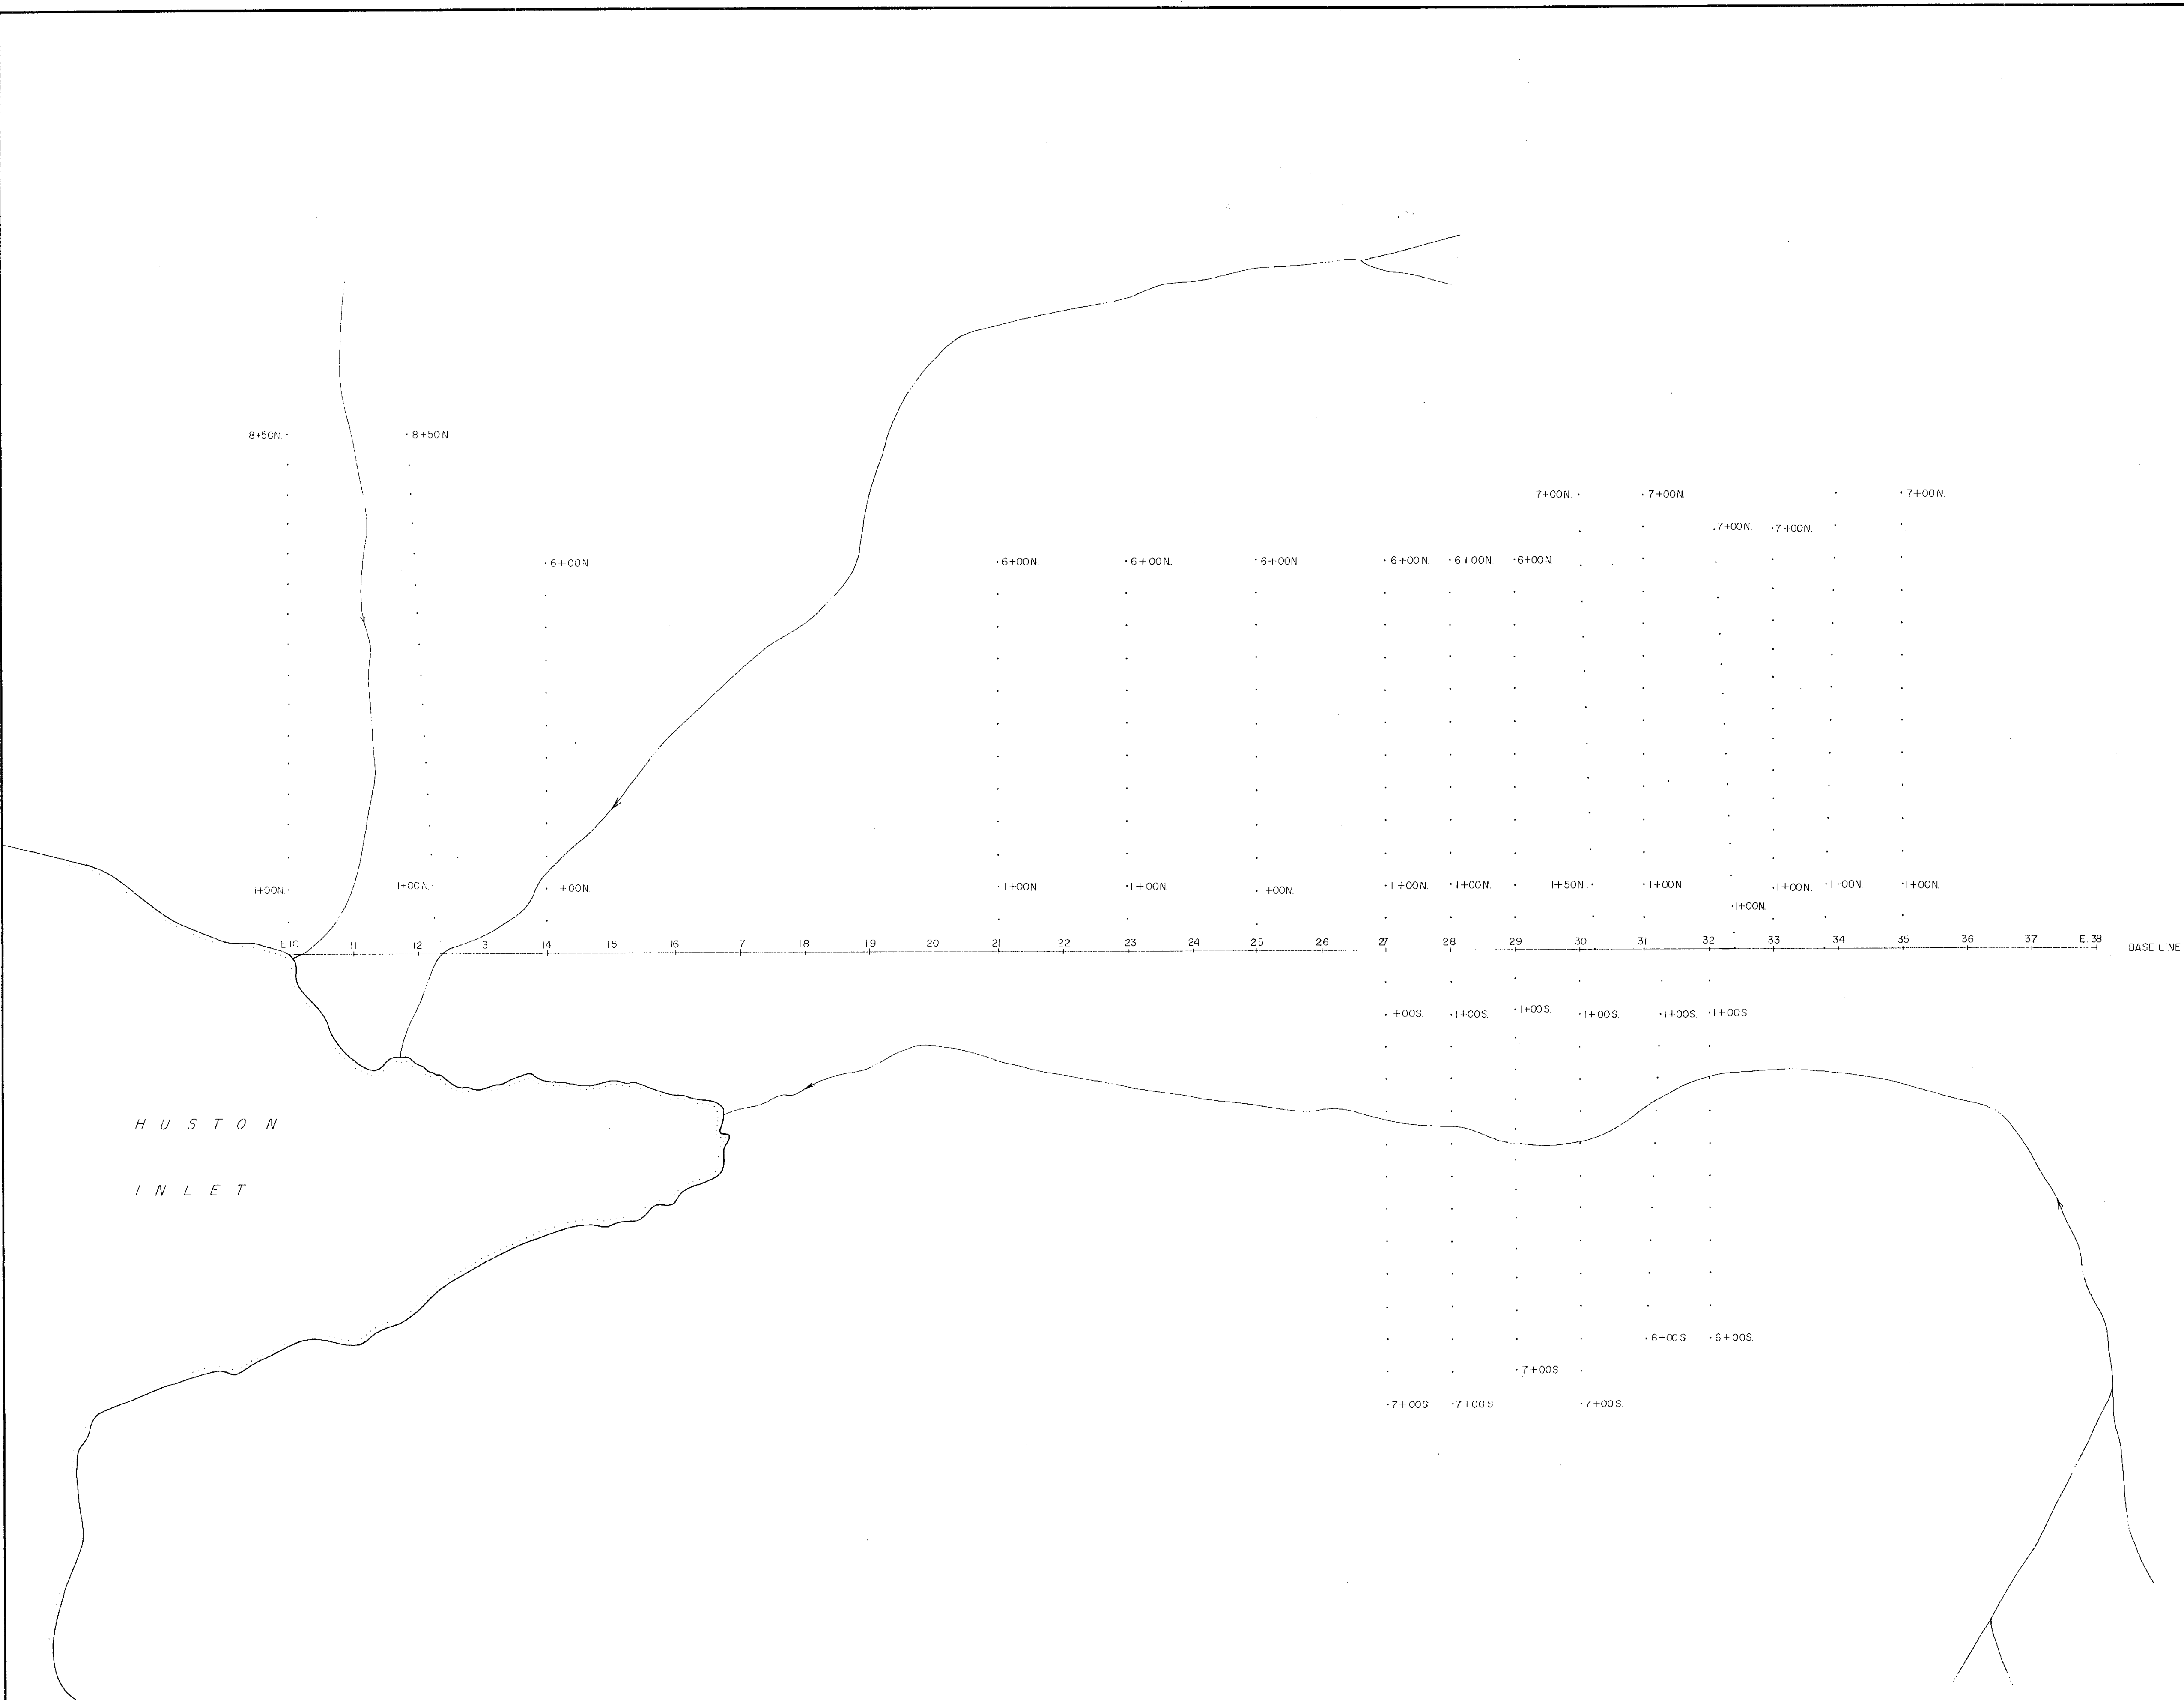 8+50N. 8+50N
7+00N. 7+00N. 7+00N.
7+00N. 7+00N.
6+00N 6+00N. 6+00N. 6+00N. 6+00N. 6+00N. 6+00N.
1+00N. 1+00N. 1+00N. 1+00N. 1+00N. 1+00N. 1+00N. 1+00N. 1+50N. 1+00N 1+00N. 1+00N. 1+00N
1+00N.
E10 11 12 13 14 15 16 17 18 19 20 21 22 23 24 25 26 27 28 29 30 31 32 33 34 35 36 37 E.38 BASE LINE
1+00S. 1+00S. 1+00S. 1+00S. 1+00S. 1+00S.
HUSTON
INLET
6+00S. 6+00S.
7+00S.
7+00S 7+00S. 7+00S.